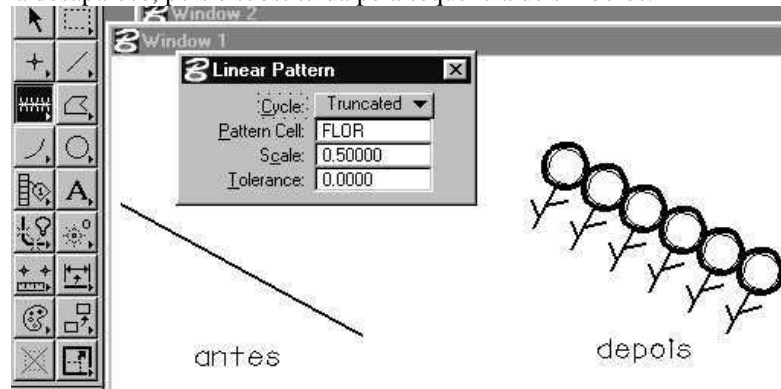 Window 2
Window 1
Linear Pattern
Cycle: Truncated
Pattern Cell: FLOR
Scale: 0.50000
Tolerance: 0.0000
A
antes
depois